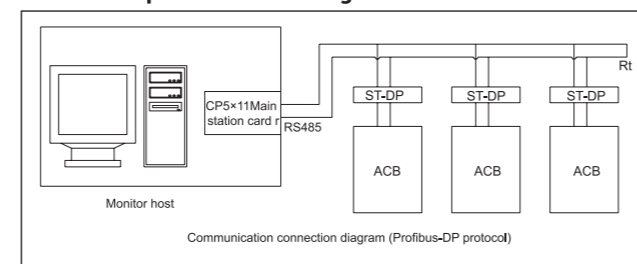 Rt
ST-DP ST-DP ST-DP
CP5×11Main
station card r
RS485
ACB ACB ACB
Monitor host
Communication connection diagram (Profibus-DP protocol)